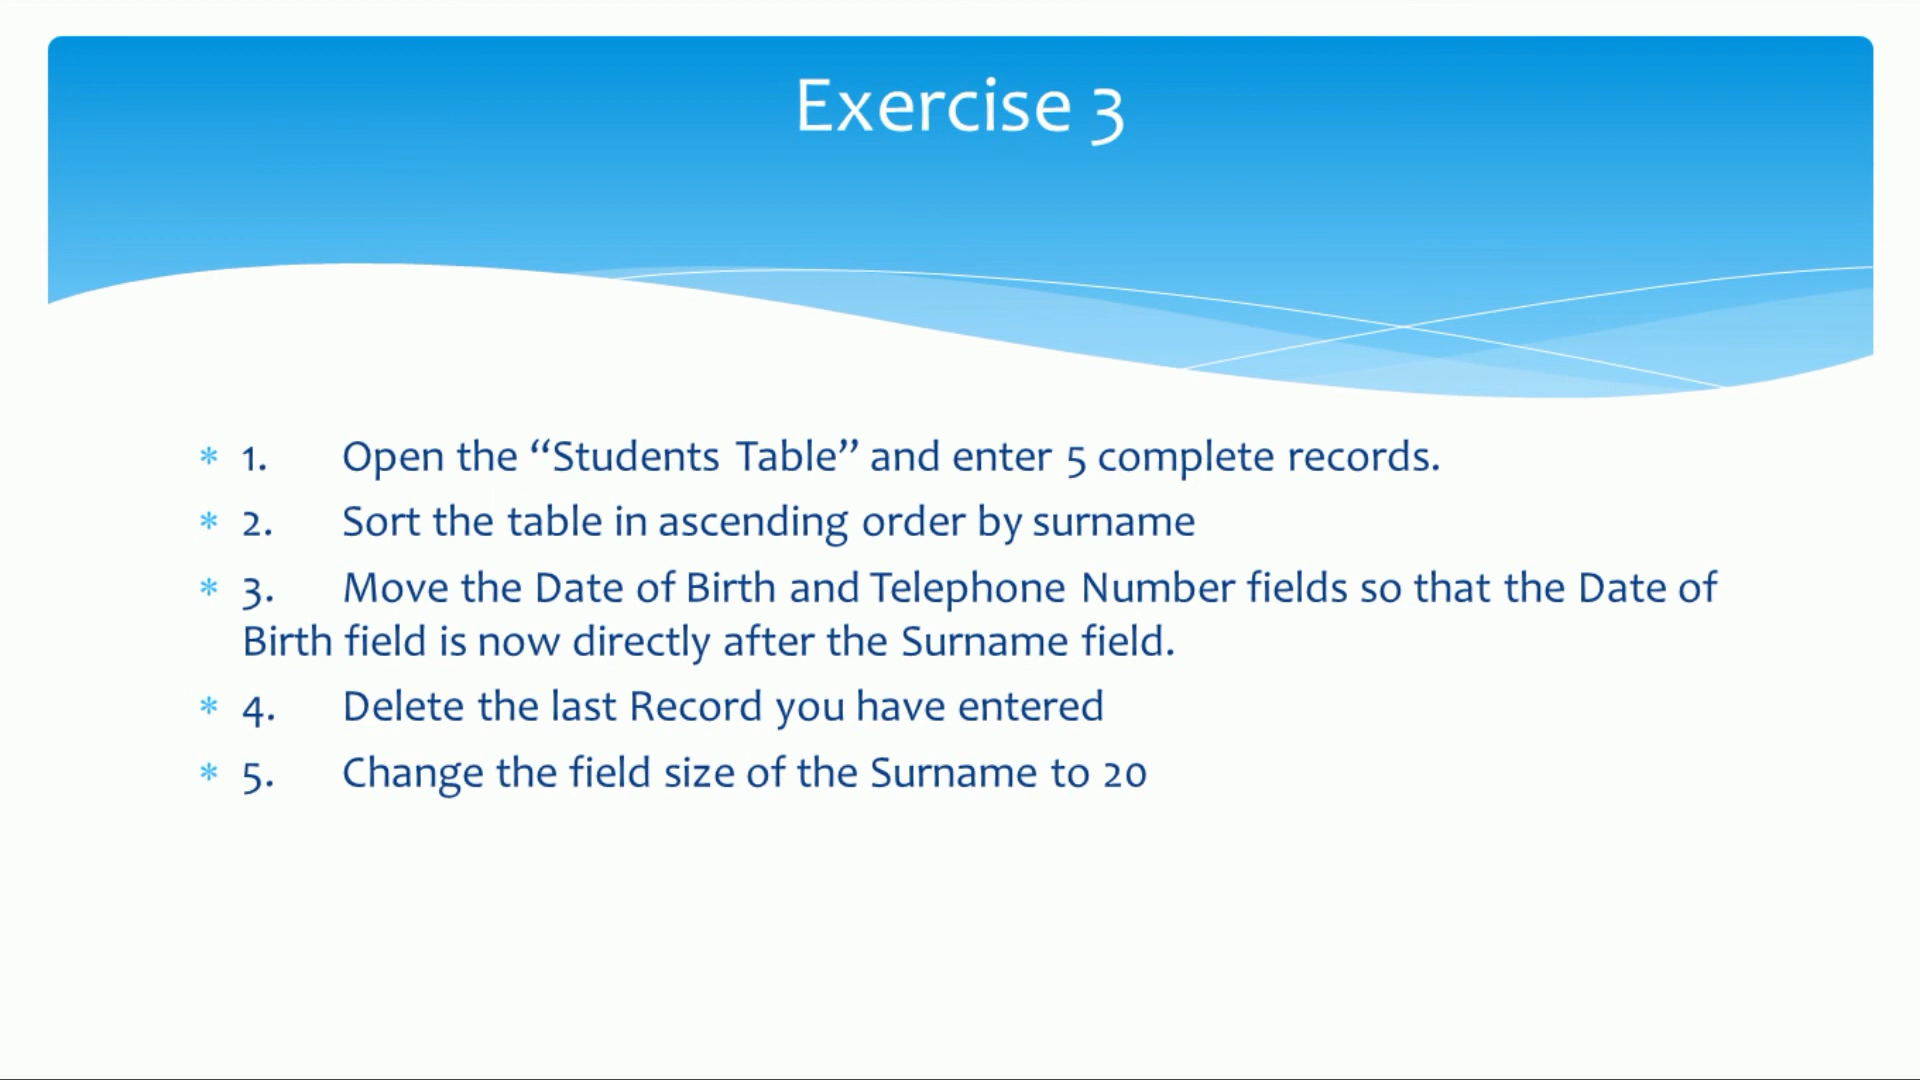 Exercise 3
* 1. Open the “Students Table” and enter 5 complete records.
* 2. Sort the table in ascending order by surname
* 3. Move the Date of Birth and Telephone Number fields so that the Date of
Birth field is now directly after the Surname field.
* 4. Delete the last Record you have entered
* 5. Change the field size of the Surname to 20